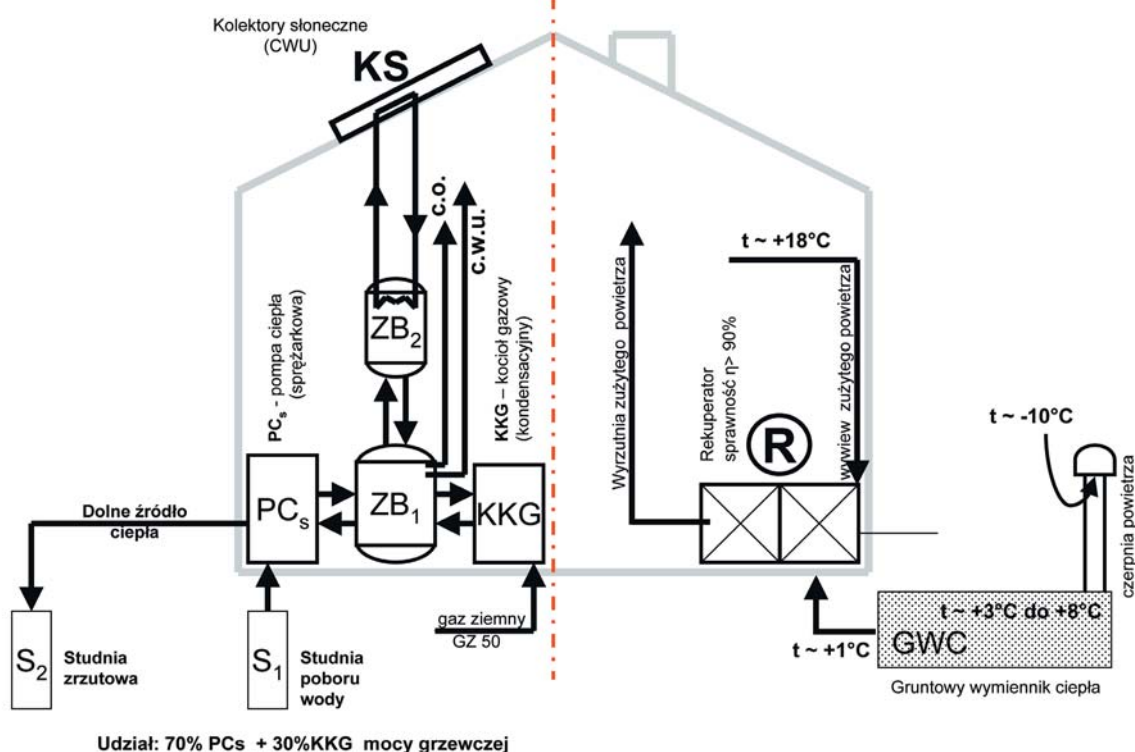 Kolektory słoneczne
(CWU)
KS
c.o.
c.w.u.
ZB2
PCs - pompa ciepła
(sprężarkowa)
KKG – kocioł gazowy
(kondensacyjny)
PCs
ZB1
KKG
Dolne źródło
ciepła
S2
Studnia
zrzutowa
S1
Studnia
poboru
wody
gaz ziemny
GZ 50
Udział: 70% PCs + 30%KKG mocy grzewczej
t ~ +18°C
Wyrzutnia zużytego powietrza
Rekuperator
sprawność η> 90%
R
wywiew zużytego powietrza
t ~ -10°C
czerpnia powietrza
t ~ +3°C do +8°C
GWC
t ~ +1°C
Gruntowy wymiennik ciepła